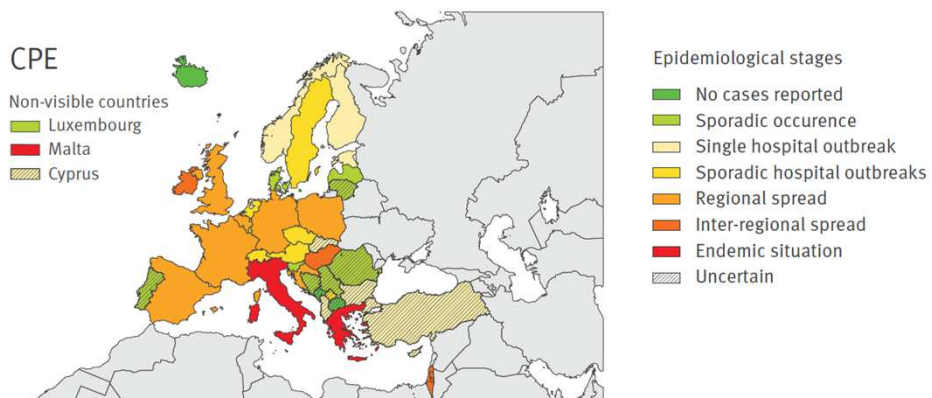 CPE
Non-visible countries
Luxembourg
Malta
Cyprus
Epidemiological stages
No cases reported
Sporadic occurence
Single hospital outbreak
Sporadic hospital outbreaks
Regional spread
Inter-regional spread
Endemic situation
Uncertain